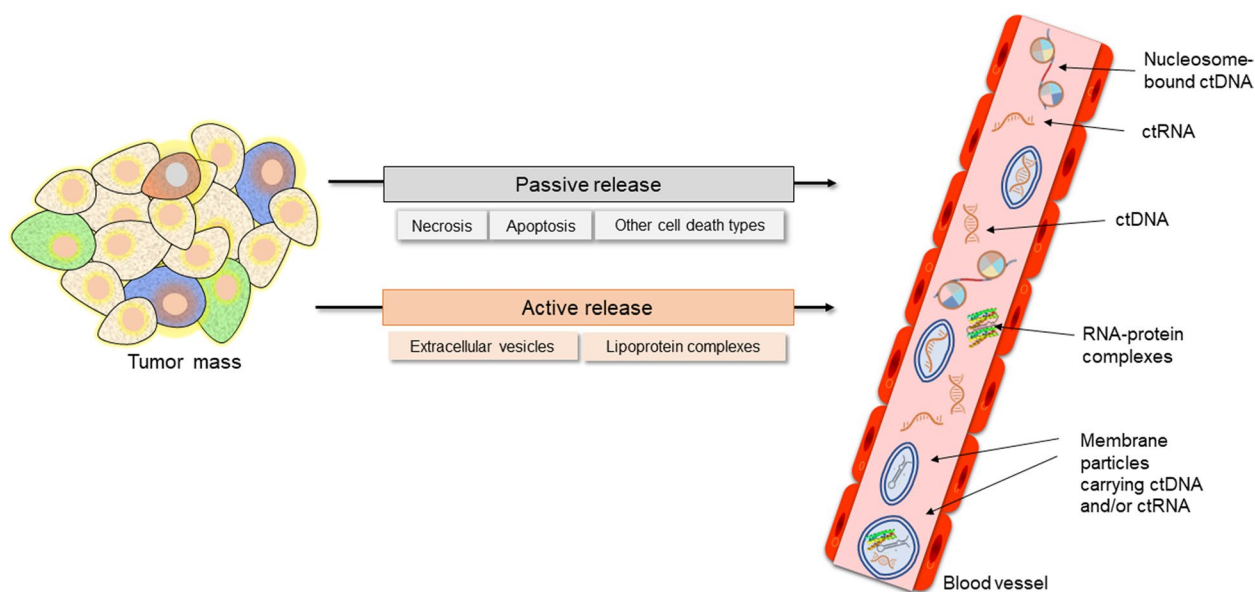 Tumor mass
Passive release
Necrosis
Apoptosis
Other cell death types
Active release
Extracellular vesicles
Lipoprotein complexes
Nucleosome-
bound ctDNA
ctRNA
ctDNA
RNA-protein
complexes
Membrane
particles
carrying ctDNA
and/or ctRNA
Blood vessel